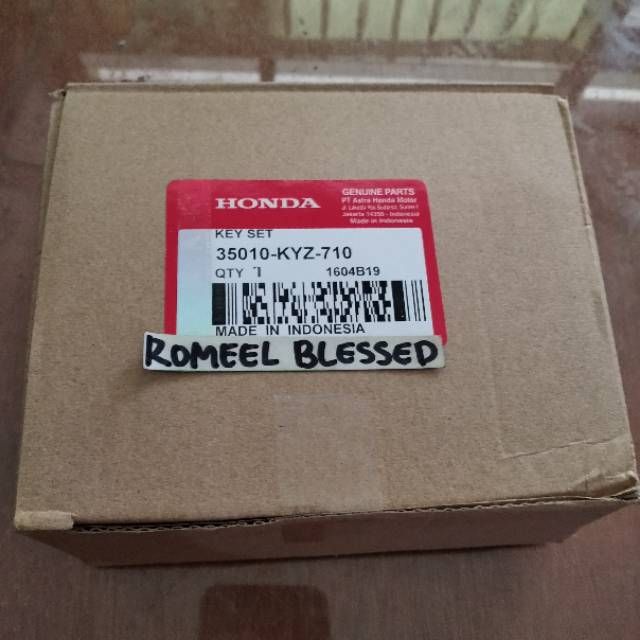 HONDA
GENUINE PARTS
PT Astra Honda Motor
Jakarta 14350 - Indonesia
Made in Indonesia
KEY SET
35010-KYZ-710
QTY 1 1604B19
MADE IN INDONESIA
ROMEEL BLESSED